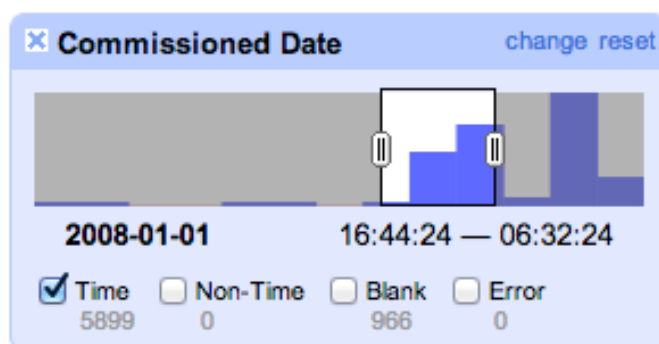 Commissioned Date change reset
2008-01-01 16:44:24 — 06:32:24
Time Non-Time Blank Error
5899 0 966 0